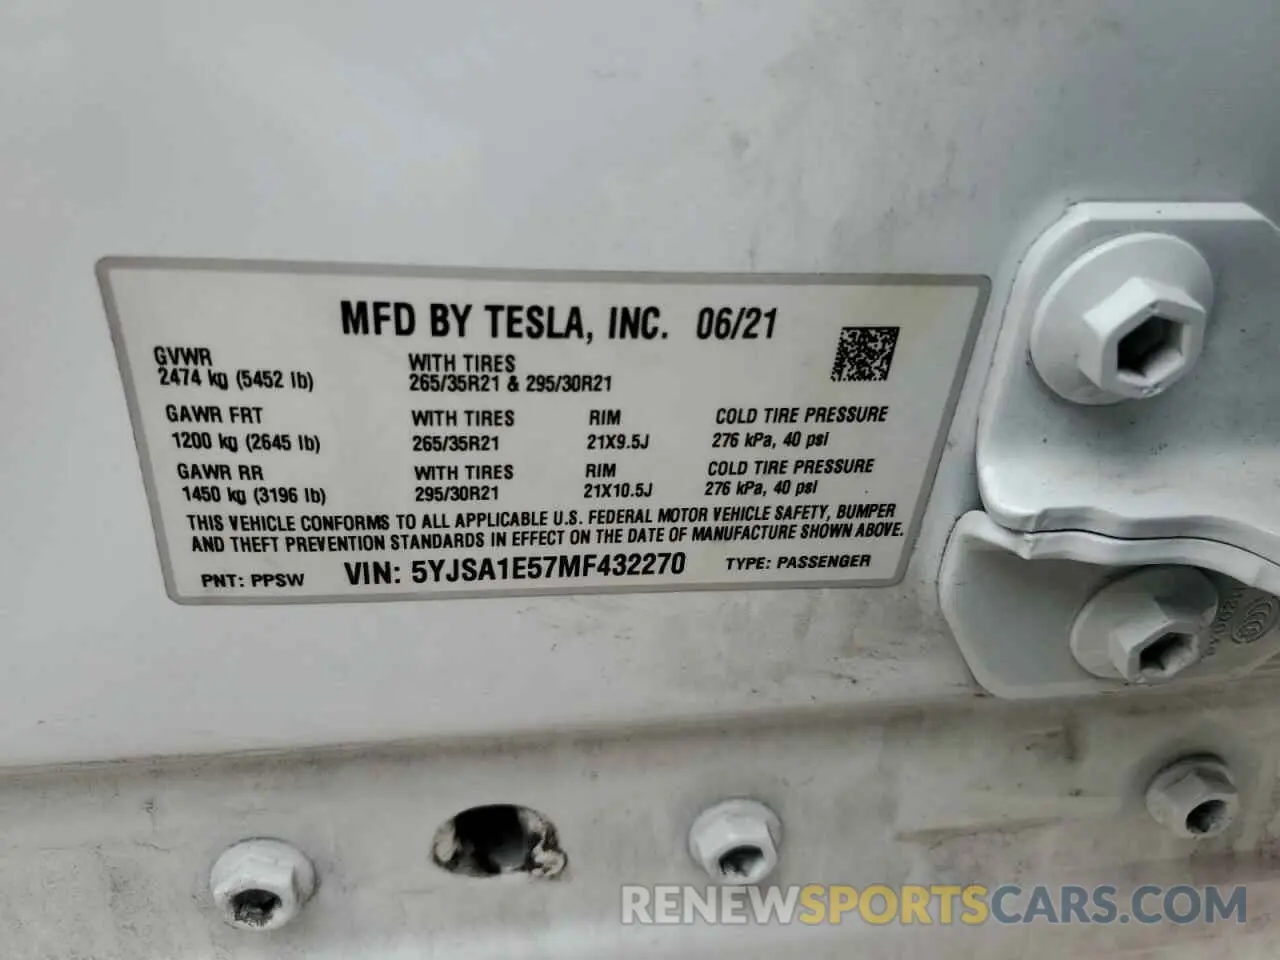 MFD BY TESLA, INC. 06/21
GVWR
2474 kg (5452 lb)
WITH TIRES
265/35R21 & 295/30R21
GAWR FRT
1200 kg (2645 lb)
WITH TIRES
265/35R21
RIM
21X9.5J
COLD TIRE PRESSURE
276 kPa, 40 psi
GAWR RR
1450 kg (3196 lb)
WITH TIRES
295/30R21
RIM
21X10.5J
COLD TIRE PRESSURE
276 kPa, 40 psi
THIS VEHICLE CONFORMS TO ALL APPLICABLE U.S. FEDERAL MOTOR VEHICLE SAFETY, BUMPER
AND THEFT PREVENTION STANDARDS IN EFFECT ON THE DATE OF MANUFACTURE SHOWN ABOVE.
PNT: PPSW VIN: 5YJSA1E57MF432270 TYPE: PASSENGER
RENEWSPORTSCARS.COM